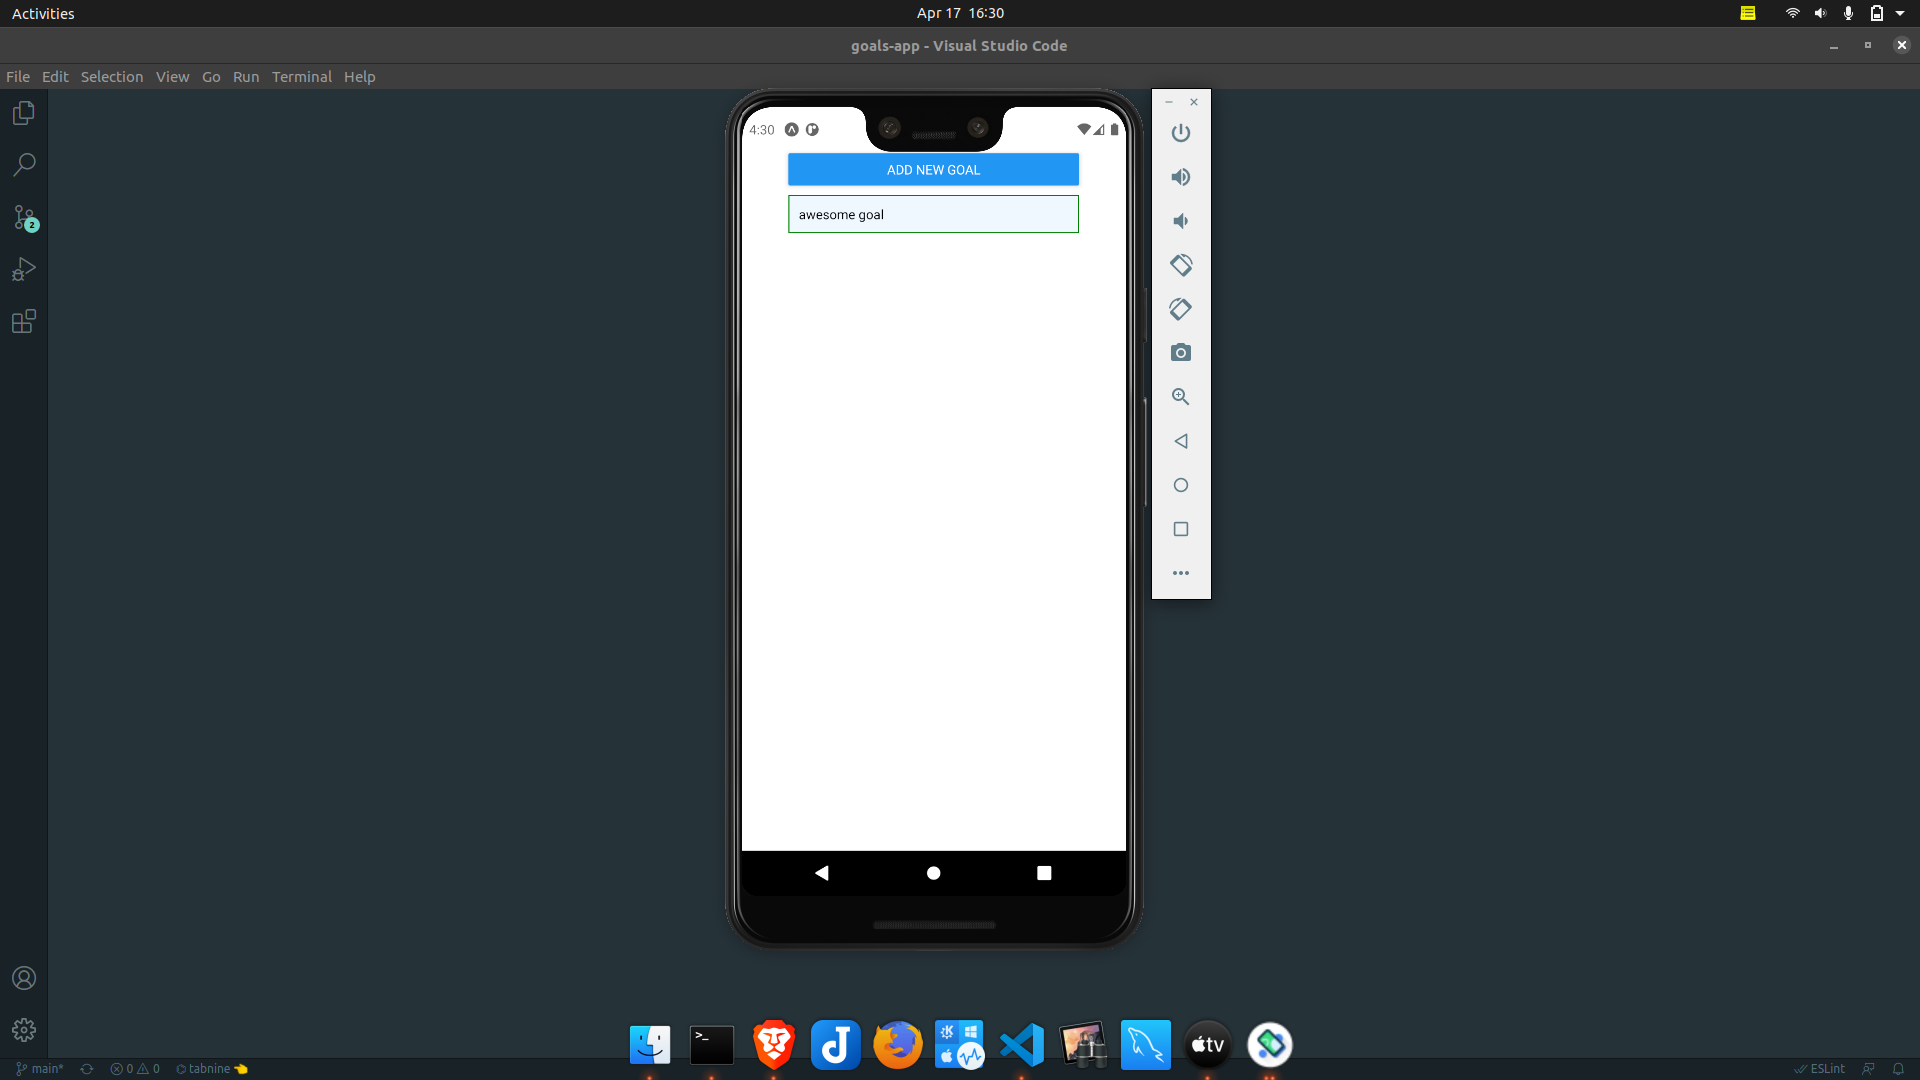 Activities
Apr 17 16:30
goals-app - Visual Studio Code
File Edit Selection View Go Run Terminal Help
4:30
ADD NEW GOAL
awesome goal
2
>_
J
tv
main* 0 0 tabnine
ESLint